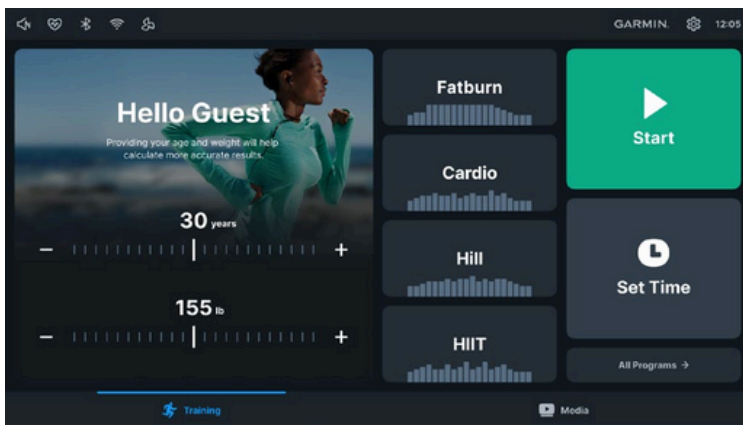 GARMIN.
12:05
Hello Guest
Providing your age and weight will help
calculate more accurate results.
30 years
155 lb
Fatburn
Cardio
Hill
HIIT
Start
Set Time
All Programs →
Training
Media